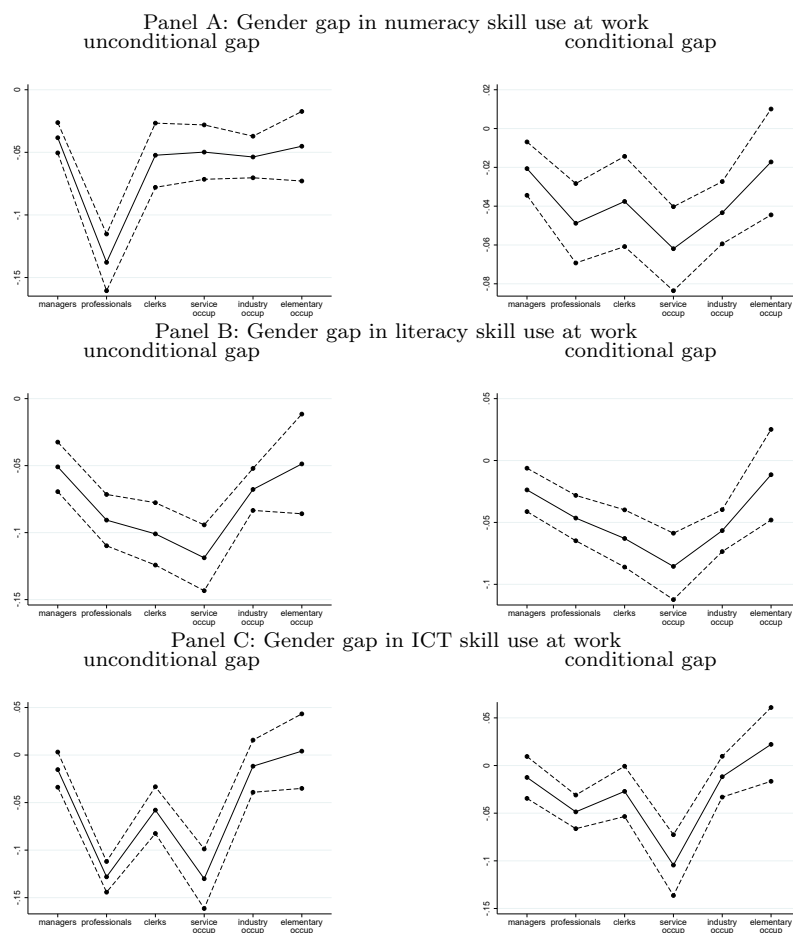 Panel A: Gender gap in numeracy skill use at work
unconditional gap
conditional gap
0
-.05
-.1
-.15
managers professionals clerks service occup industry occup elementary occup
.02
0
-.02
-.04
-.06
-.08
managers professionals clerks service occup industry occup elementary occup
Panel B: Gender gap in literacy skill use at work
unconditional gap
conditional gap
0
-.05
-.1
-.15
managers professionals clerks service occup industry occup elementary occup
.05
0
-.05
-.1
managers professionals clerks service occup industry occup elementary occup
Panel C: Gender gap in ICT skill use at work
unconditional gap
conditional gap
.05
0
-.05
-.1
-.15
managers professionals clerks service occup industry occup elementary occup
.05
0
-.05
-.1
-.15
managers professionals clerks service occup industry occup elementary occup